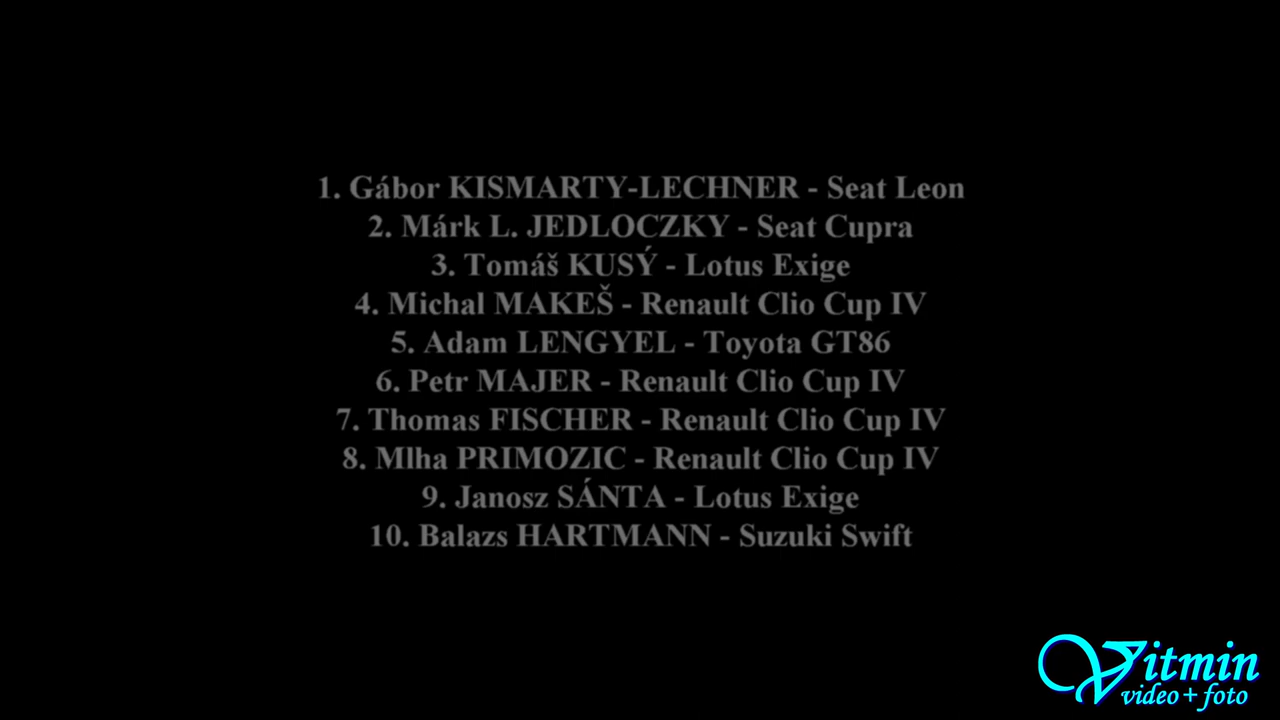 1. Gábor KISMARTY-LECHNER - Seat Leon
2. Márk L. JEDLOCZKY - Seat Cupra
3. Tomáš KUSÝ - Lotus Exige
4. Michal MAKEŠ - Renault Clio Cup IV
5. Adam LENGYEL - Toyota GT86
6. Petr MAJER - Renault Clio Cup IV
7. Thomas FISCHER - Renault Clio Cup IV
8. Mlha PRIMOZIC - Renault Clio Cup IV
9. Janosz SÁNTA - Lotus Exige
10. Balazs HARTMANN - Suzuki Swift
Vitmin
video + foto